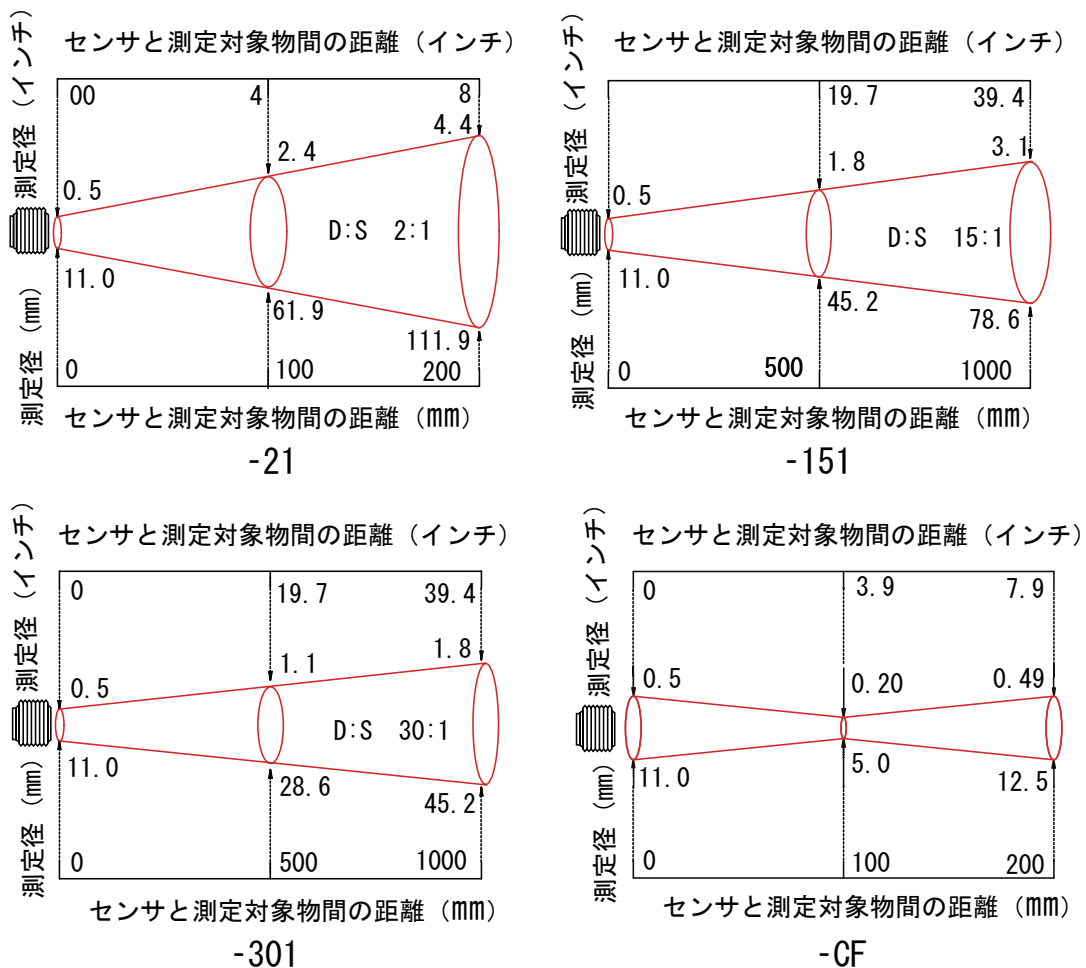 センサと測定対象物間の距離（インチ）
測定径（インチ）
00 4 8
4.4
2.4
0.5
D:S 2:1
11.0
61.9
111.9
測定径（mm）
0 100 200
センサと測定対象物間の距離（mm）
-21
センサと測定対象物間の距離（インチ）
測定径（インチ）
0 19.7 39.4
3.1
1.8
0.5
D:S 15:1
11.0
45.2
78.6
測定径（mm）
0 500 1000
センサと測定対象物間の距離（mm）
-151
センサと測定対象物間の距離（インチ）
測定径（インチ）
0 19.7 39.4
1.8
1.1
0.5
D:S 30:1
11.0
28.6
45.2
測定径（mm）
0 500 1000
センサと測定対象物間の距離（mm）
-301
センサと測定対象物間の距離（インチ）
測定径（インチ）
0 3.9 7.9
0.5 0.20 0.49
11.0 5.0 12.5
測定径（mm）
0 100 200
センサと測定対象物間の距離（mm）
-CF